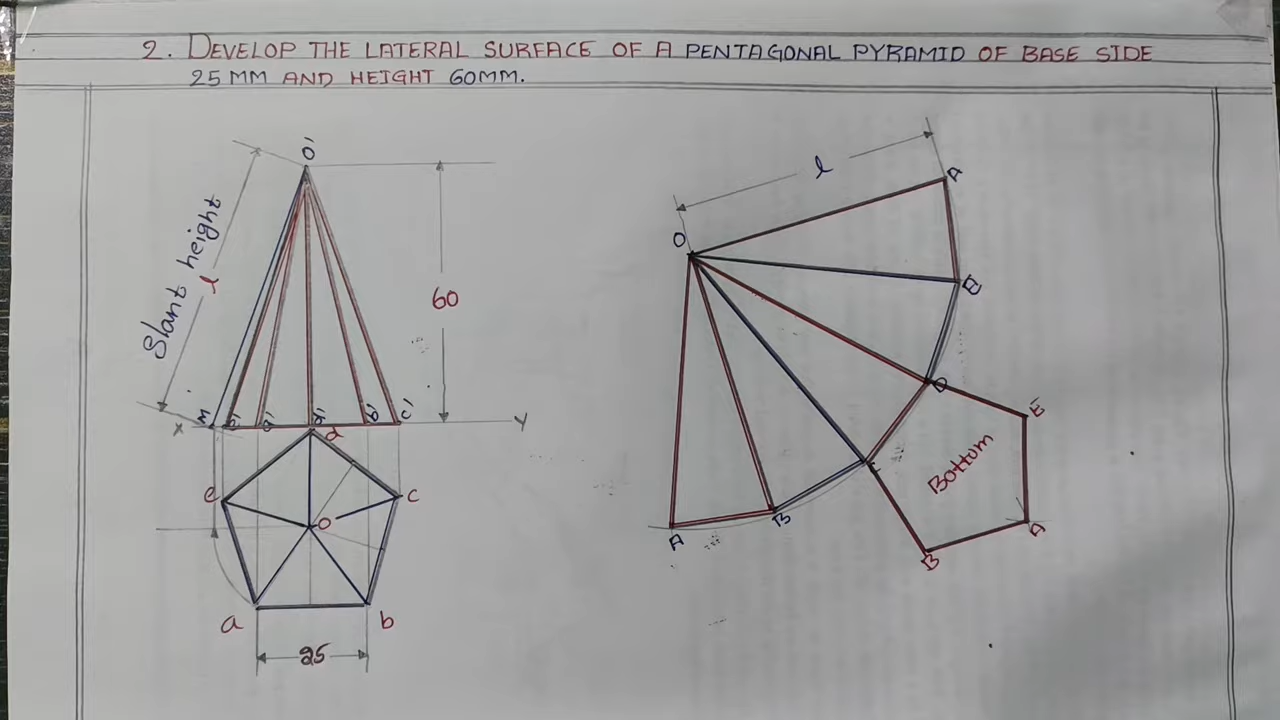 2. DEVELOP THE LATERAL SURFACE OF A PENTAGONAL PYRAMID OF BASE SIDE
25 MM AND HEIGHT 60MM.
O'
Slant height
l
60
M e' a' d' b' c'
X
Y
d
e
c
o
a
b
25
l
A
O
E
D
E
C
Bottom
A
B
A
B